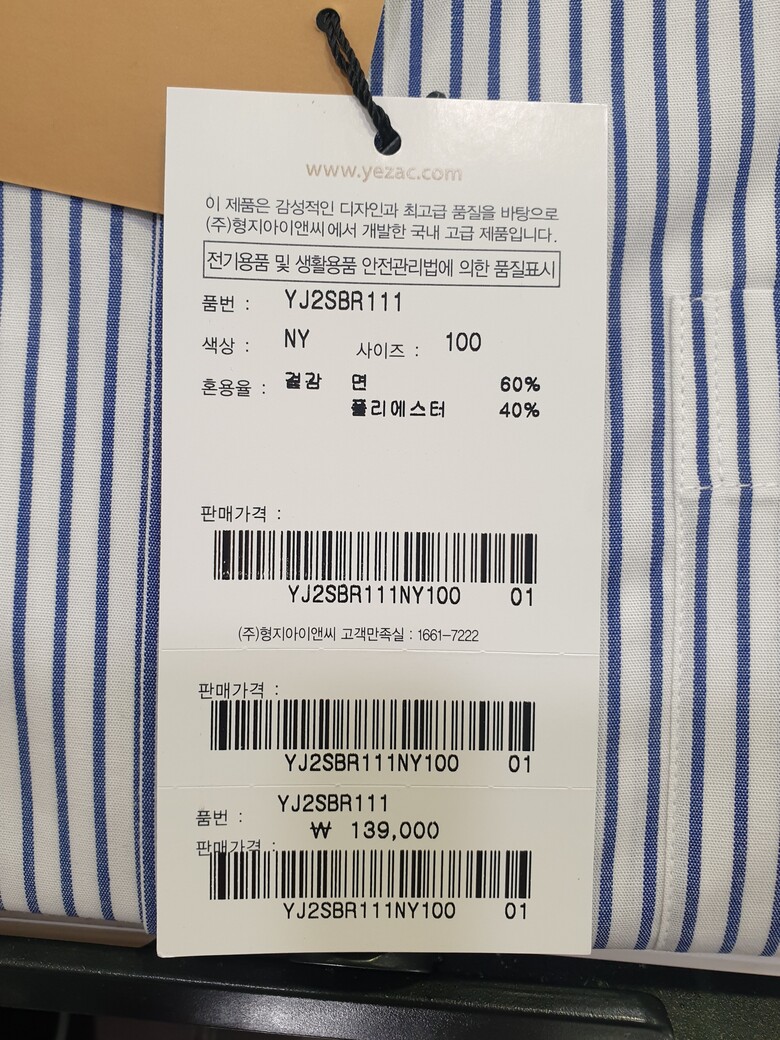 www.yezac.com
이 제품은 감성적인 디자인과 최고급 품질을 바탕으로
(주)형지아이앤씨에서 개발한 국내 고급 제품입니다.
전기용품 및 생활용품 안전관리법에 의한 품질표시
품번 : YJ2SBR111
색상 : NY 사이즈 : 100
혼용율 : 겉감 면 60%
폴리에스터 40%
판매가격 :
YJ2SBR111NY100 01
(주)형지아이앤씨 고객만족실 : 1661-7222
판매가격 :
YJ2SBR111NY100 01
품번 : YJ2SBR111
₩ 139,000
판매가격 :
YJ2SBR111NY100 01